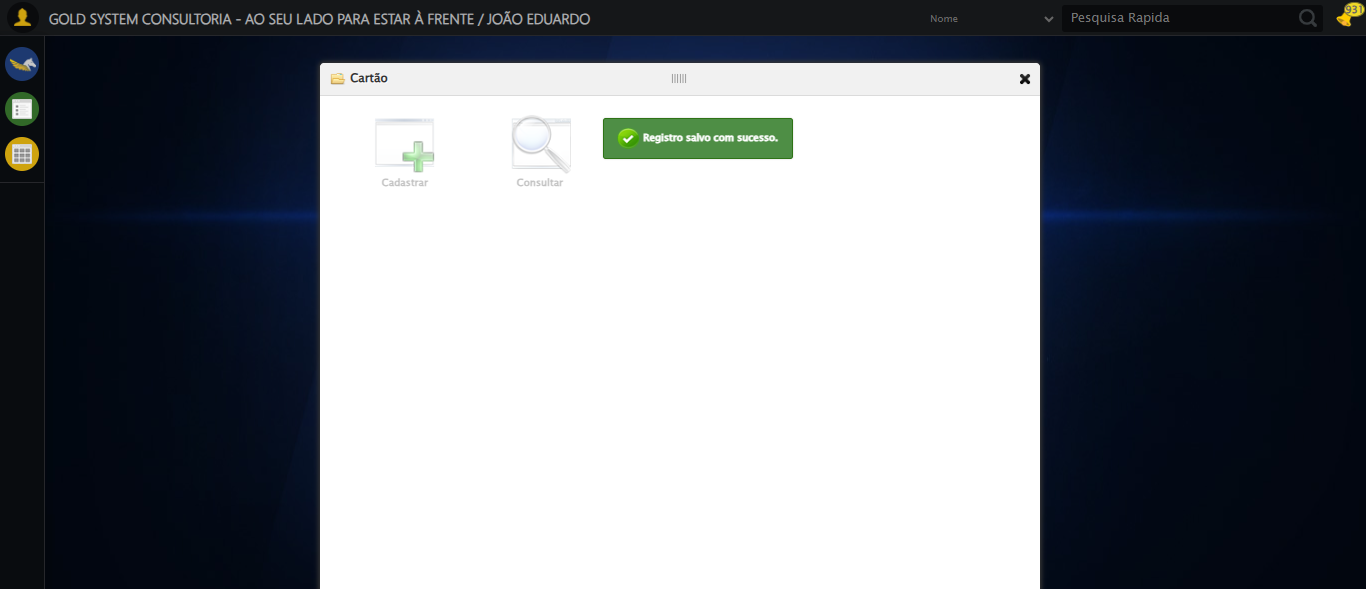 GOLD SYSTEM CONSULTORIA - AO SEU LADO PARA ESTAR À FRENTE / JOÃO EDUARDO
Nome
Pesquisa Rapida
931
Cartão
Registro salvo com sucesso.
Cadastrar
Consultar